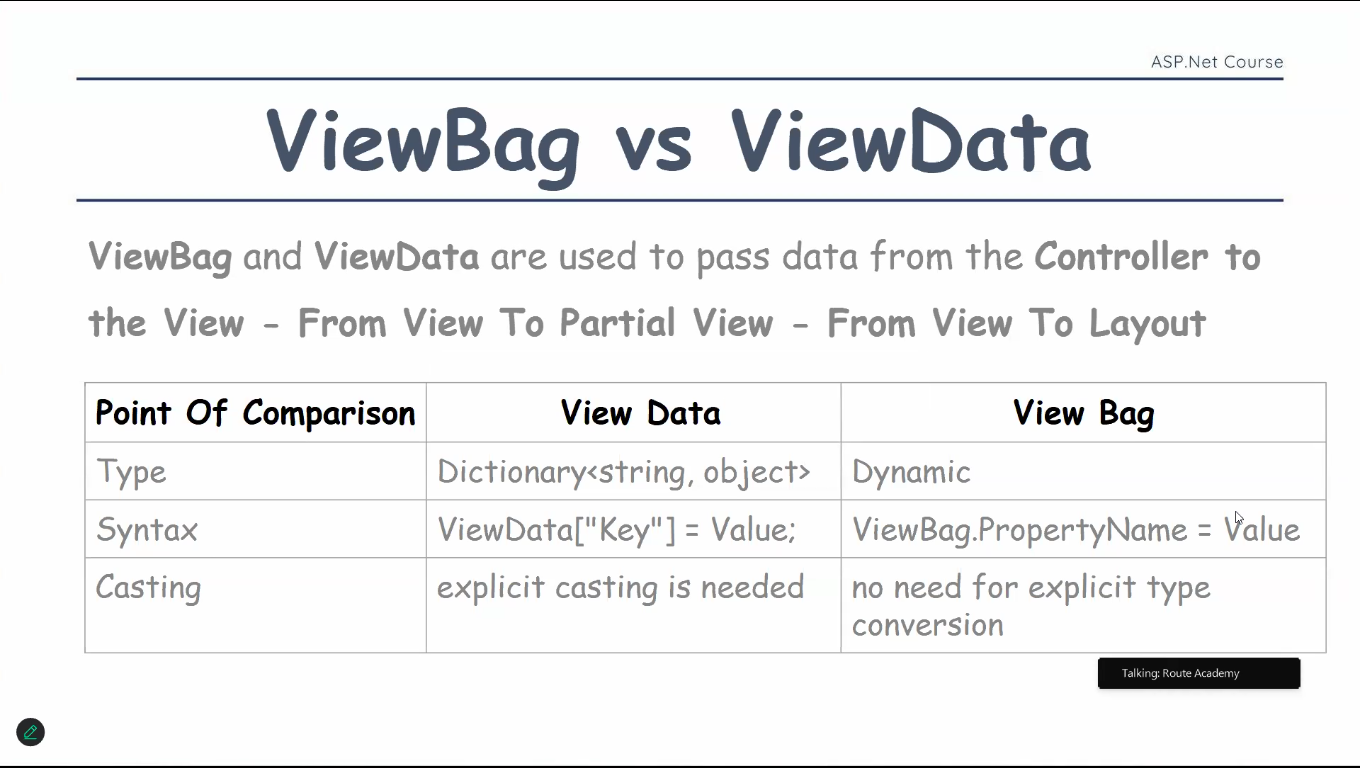 ASP.Net Course
ViewBag vs ViewData
ViewBag and ViewData are used to pass data from the Controller to
the View - From View To Partial View - From View To Layout
Point Of Comparison View Data View Bag
Type Dictionary<string, object> Dynamic
Syntax ViewData["Key"] = Value; ViewBag.PropertyName = Value
Casting explicit casting is needed no need for explicit type
conversion
Talking: Route Academy